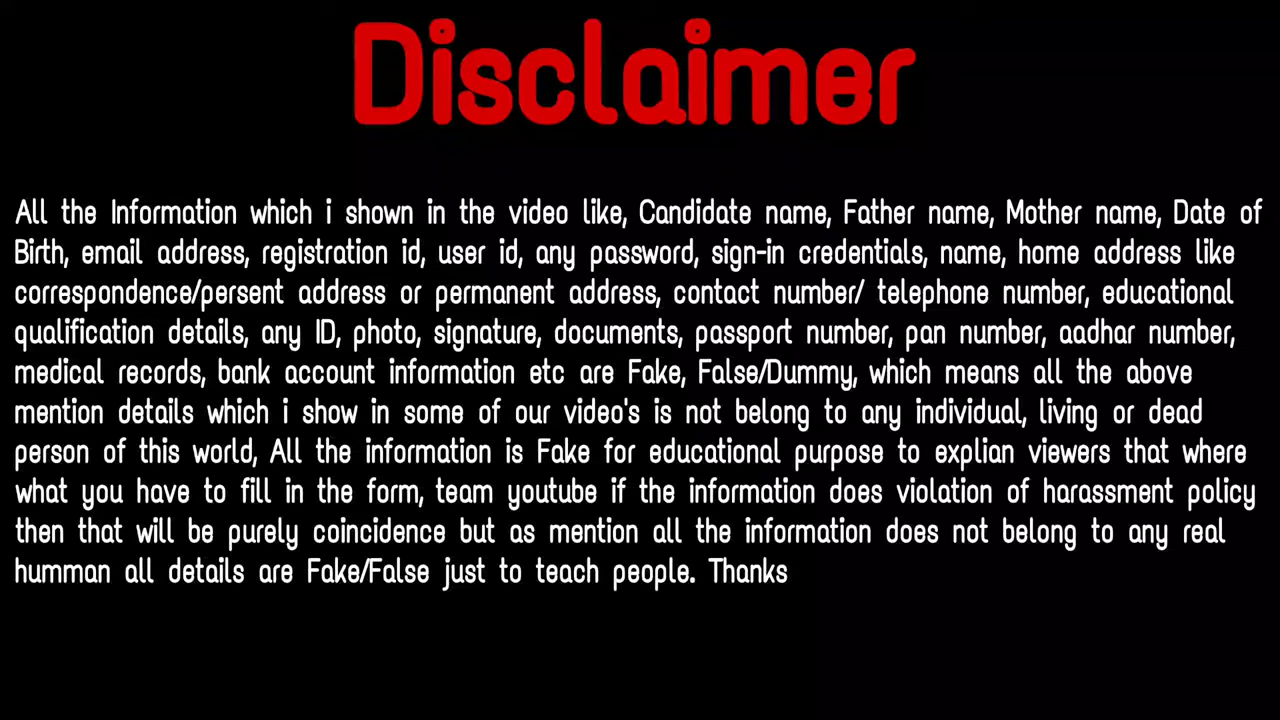 Disclaimer
All the Information which i shown in the video like, Candidate name, Father name, Mother name, Date of
Birth, email address, registration id, user id, any password, sign-in credentials, name, home address like
correspondence/persent address or permanent address, contact number/ telephone number, educational
qualification details, any ID, photo, signature, documents, passport number, pan number, aadhar number,
medical records, bank account information etc are Fake, False/Dummy, which means all the above
mention details which i show in some of our video's is not belong to any individual, living or dead
person of this world, All the information is Fake for educational purpose to explian viewers that where
what you have to fill in the form, team youtube if the information does violation of harassment policy
then that will be purely coincidence but as mention all the information does not belong to any real
humman all details are Fake/False just to teach people. Thanks